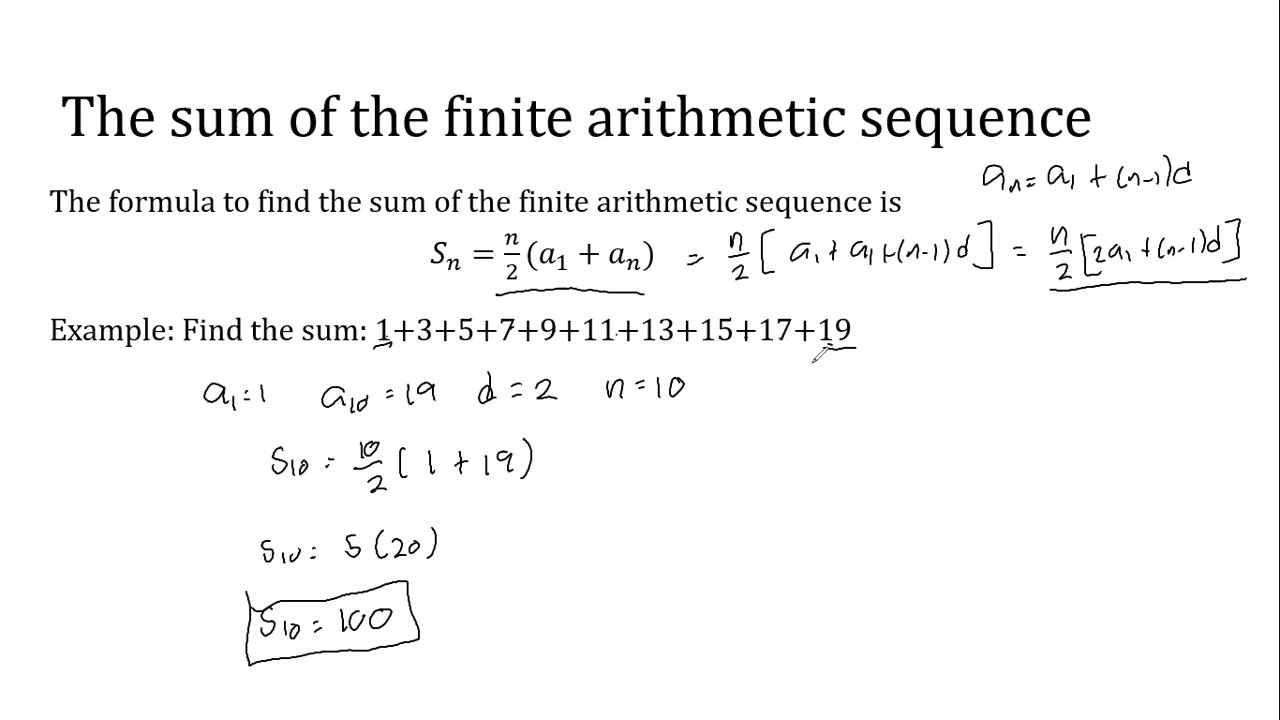 The sum of the finite arithmetic sequence
aₙ = a₁ + (n-1)d
The formula to find the sum of the finite arithmetic sequence is
Sₙ = n/2 (a₁ + aₙ) = n/2 [a₁ + a₁ + (n-1)d] = n/2 [2a₁ + (n-1)d]
Example: Find the sum: 1+3+5+7+9+11+13+15+17+19
a₁ = 1 a₁₀ = 19 d = 2 n = 10
S₁₀ = 10/2 (1 + 19)
S₁₀ = 5(20)
S₁₀ = 100